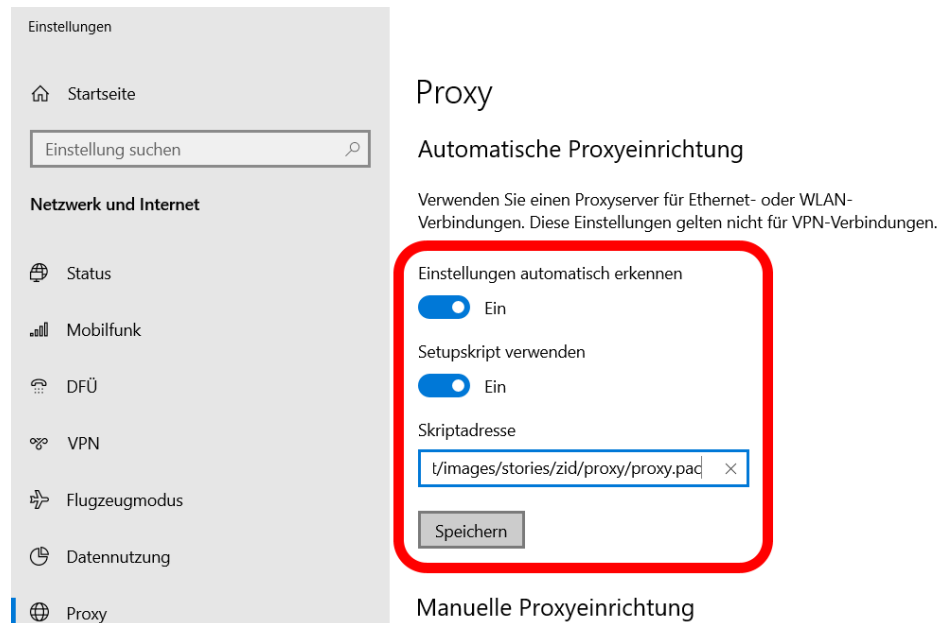 Einstellungen
Startseite
Einstellung suchen
Netzwerk und Internet
Status
Mobilfunk
DFÜ
VPN
Flugzeugmodus
Datennutzung
Proxy
Proxy
Automatische Proxyeinrichtung
Verwenden Sie einen Proxyserver für Ethernet- oder WLAN-
Verbindungen. Diese Einstellungen gelten nicht für VPN-Verbindungen.
Einstellungen automatisch erkennen
Ein
Setupskript verwenden
Ein
Skriptadresse
t/images/stories/zid/proxy/proxy.pac
Speichern
Manuelle Proxyeinrichtung